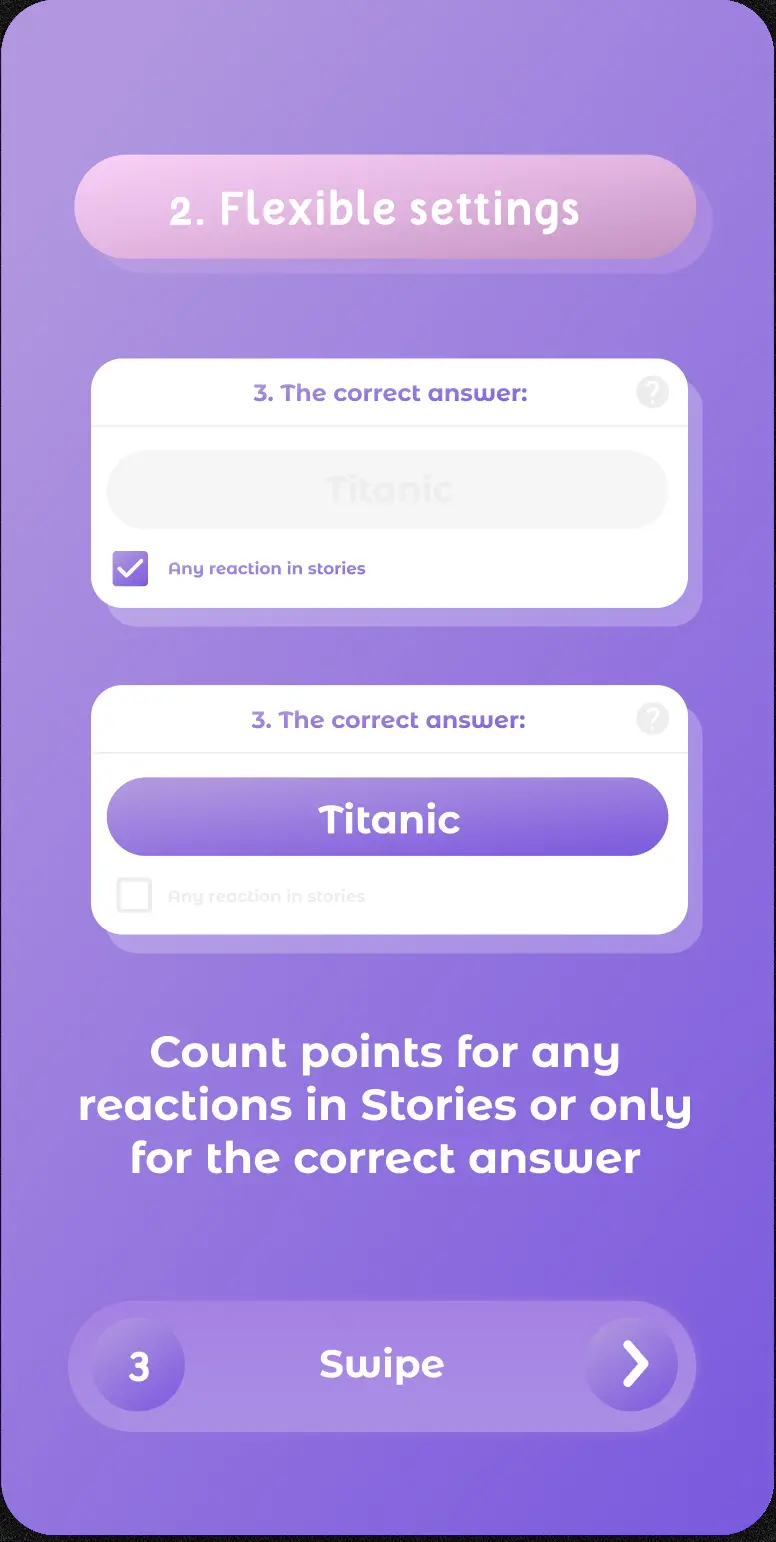 2. Flexible settings
3. The correct answer:
?
Titanic
Any reaction in stories
3. The correct answer:
?
Titanic
Any reaction in stories
Count points for any
reactions in Stories or only
for the correct answer
3 Swipe